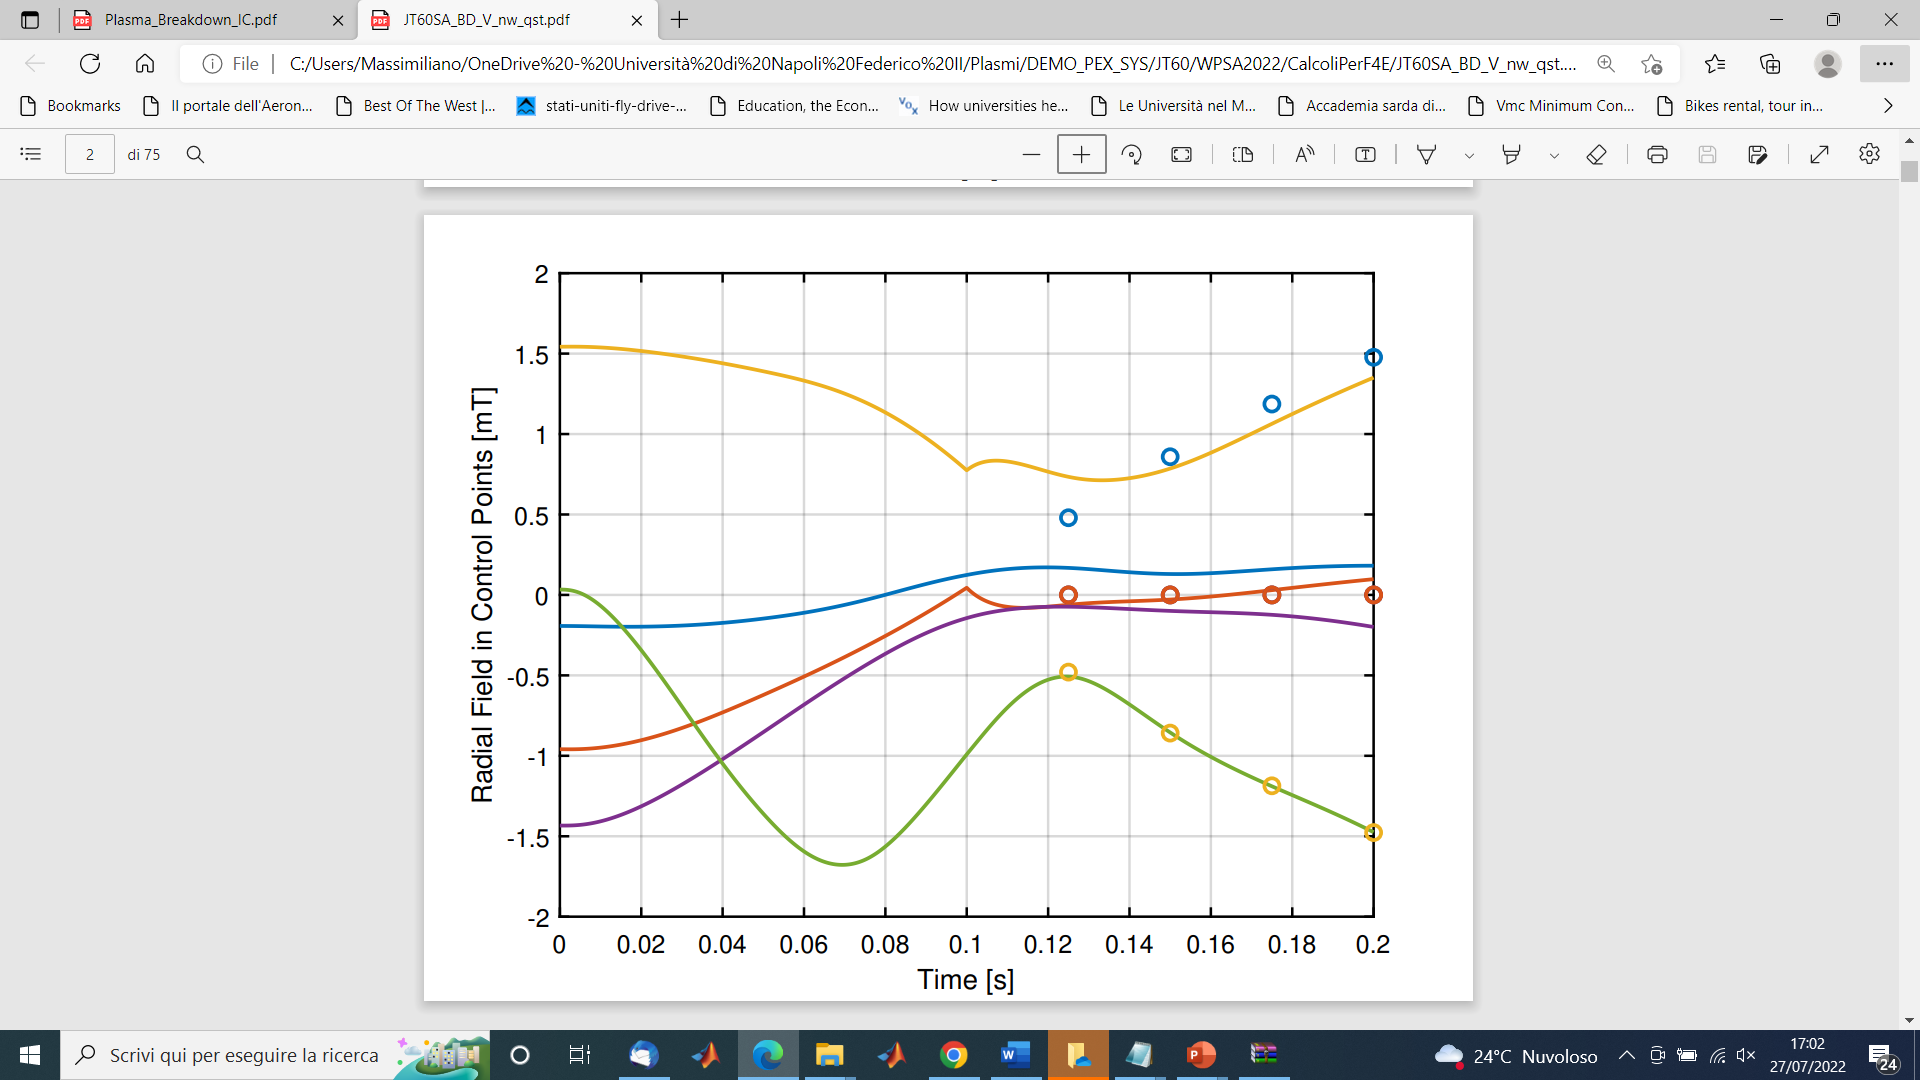 Plasma_Breakdown_IC.pdf
JT60SA_BD_V_nw_qst.pdf
File
C:/Users/Massimiliano/OneDrive%20-%20Università%20di%20Napoli%20Federico%20II/Plasmi/DEMO_PEX_SYS/JT60/WPSA2022/CalcoliPerF4E/JT60SA_BD_V_nw_qst....
Bookmarks
Il portale dell'Aeron...
Best Of The West |...
stati-uniti-fly-drive-...
Education, the Econ...
How universities he...
Le Università nel M...
Accademia sarda di...
Vmc Minimum Con...
Bikes rental, tour in...
2
di 75
2
1.5
1
0.5
0
-0.5
-1
-1.5
-2
Radial Field in Control Points [mT]
0
0.02
0.04
0.06
0.08
0.1
0.12
0.14
0.16
0.18
0.2
Time [s]
Scrivi qui per eseguire la ricerca
24°C Nuvoloso
17:02
27/07/2022
24